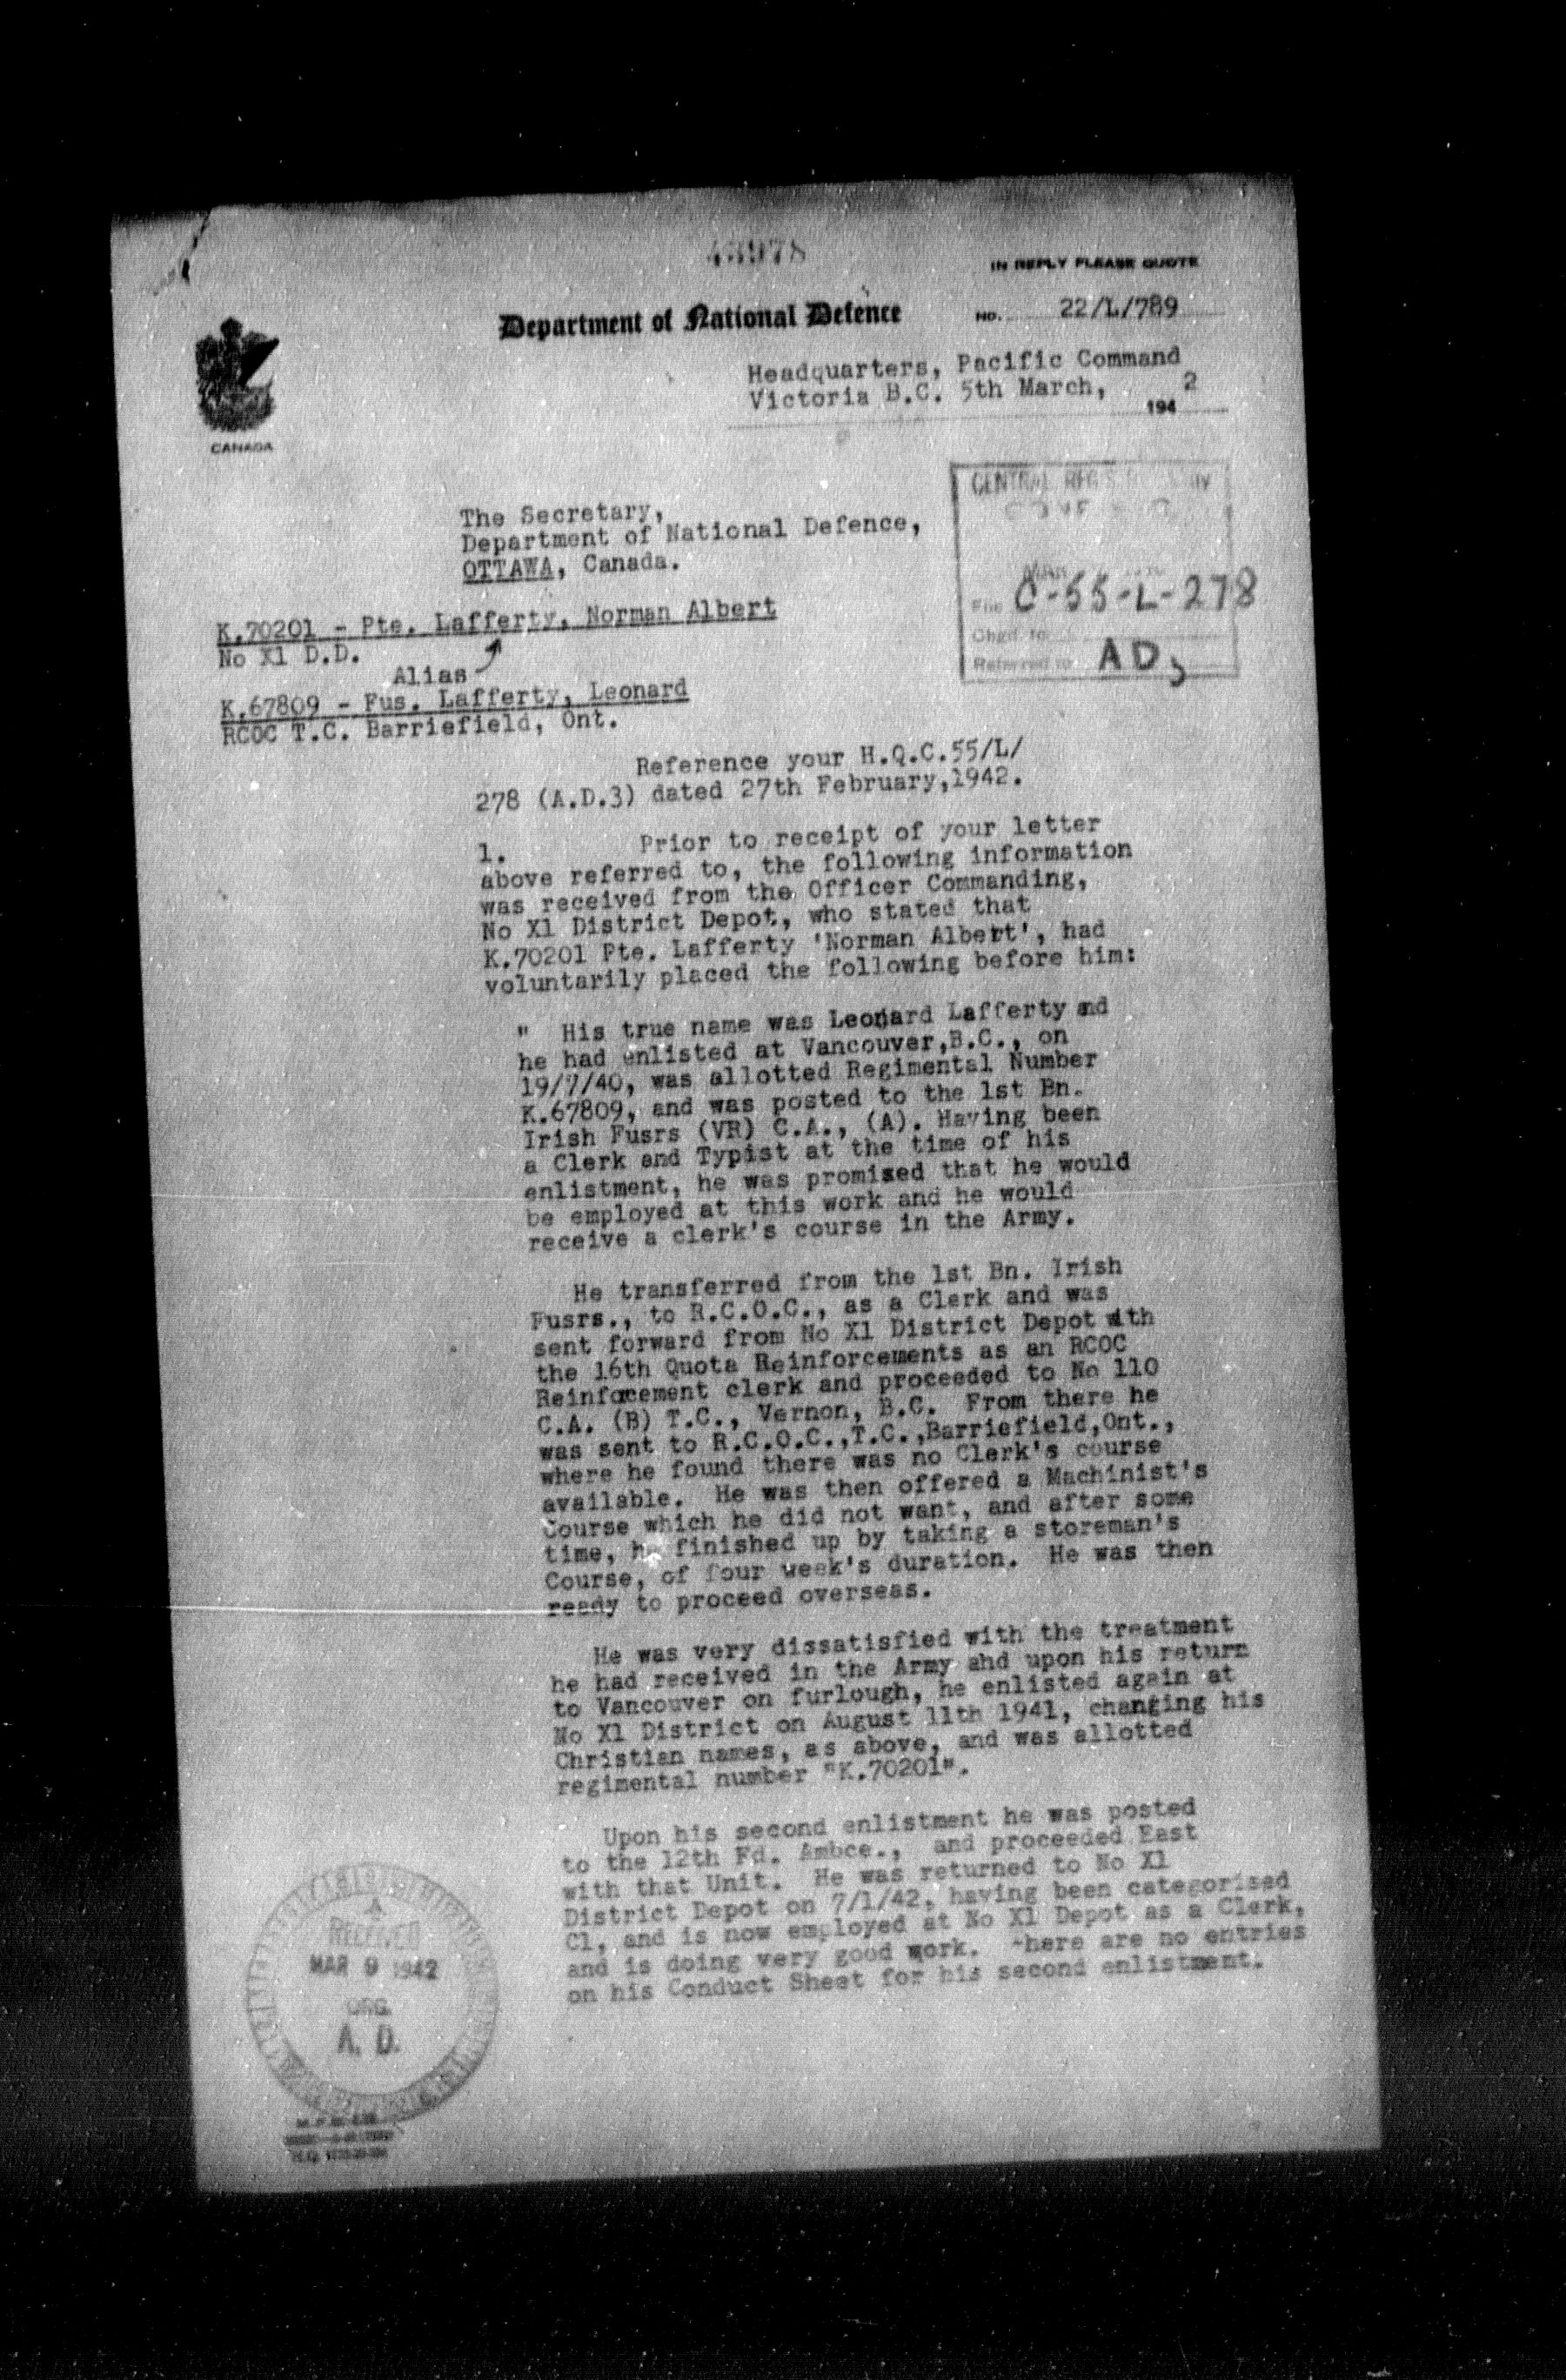 43978
IN REPLY PLEASE QUOTE
Department of National Defence
NO. 22/L/789
Headquarters, Pacific Command
Victoria B.C. 5th March, 1942
CANADA
CENTRAL REGISTRY
MAR
File C-55-L-278
Chgd. to
Referred to A D 3
The Secretary,
Department of National Defence,
OTTAWA, Canada.
K.70201 - Pte. Lafferty, Norman Albert
No X1 D.D.
Alias
K.67809 - Fus. Lafferty, Leonard
RCOC T.C. Barriefield, Ont.
Reference your H.Q.C.55/L/
278 (A.D.3) dated 27th February,1942.
1. Prior to receipt of your letter
above referred to, the following information
was received from the Officer Commanding,
No X1 District Depot, who stated that
K.70201 Pte. Lafferty 'Norman Albert', had
voluntarily placed the following before him:
" His true name was Leonard Lafferty and
he had enlisted at Vancouver,B.C., on
19/7/40, was allotted Regimental Number
K.67809, and was posted to the 1st Bn.
Irish Fusrs (VR) C.A., (A). Having been
a Clerk and Typist at the time of his
enlistment, he was promised that he would
be employed at this work and he would
receive a clerk's course in the Army.
He transferred from the 1st Bn. Irish
Fusrs., to R.C.O.C., as a Clerk and was
sent forward from No X1 District Depot with
the 16th Quota Reinforcements as an RCOC
Reinfocement clerk and proceeded to No 110
C.A. (B) T.C., Vernon, B.C. From there he
was sent to R.C.O.C.,T.C.,Barriefield,Ont.,
where he found there was no Clerk's course
available. He was then offered a Machinist's
Course which he did not want, and after some
time, he finished up by taking a storeman's
Course, of four week's duration. He was then
ready to proceed overseas.
He was very dissatisfied with the treatment
he had received in the Army ahd upon his return
to Vancouver on furlough, he enlisted again at
No X1 District on August 11th 1941, changing his
Christian names, as above, and was allotted
regimental number "K.70201".
Upon his second enlistment he was posted
to the 12th Fd. Ambce., and proceeded East
with that Unit. He was returned to No X1
District Depot on 7/1/42, having been categorised
C1, and is now employed at No X1 Depot as a Clerk,
and is doing very good work. There are no entries
on his Conduct Sheet for his second enlistment.
RECEIVED
MAR 9 1942
ORG.
A. D.